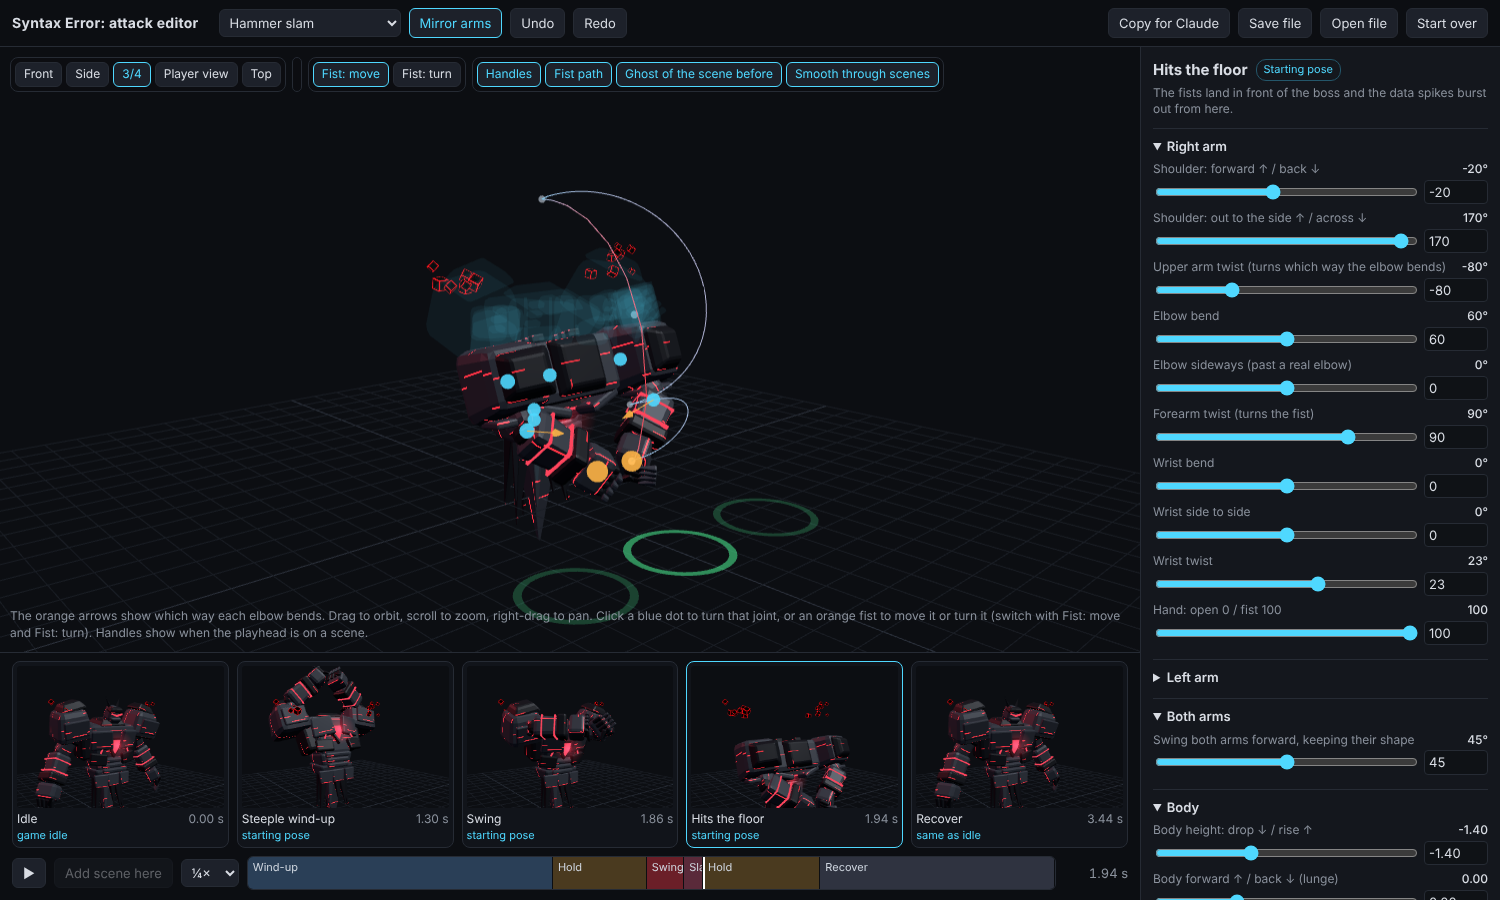 Syntax Error: attack editor
Hammer slam
Mirror arms
Undo
Redo
Copy for Claude
Save file
Open file
Start over
Front
Side
3/4
Player view
Top
Fist: move
Fist: turn
Handles
Fist path
Ghost of the scene before
Smooth through scenes
The orange arrows show which way each elbow bends. Drag to orbit, scroll to zoom, right-drag to pan. Click a blue dot to turn that joint, or an orange fist to move it or turn it (switch with Fist: move
and Fist: turn). Handles show when the playhead is on a scene.
Idle 0.00 s
game idle
Steeple wind-up 1.30 s
starting pose
Swing 1.86 s
starting pose
Hits the floor 1.94 s
starting pose
Recover 3.44 s
same as idle
Add scene here
¼×
Wind-up
Hold
Swing
Sla
Hold
Recover
1.94 s
Hits the floor
Starting pose
The fists land in front of the boss and the data spikes burst
out from here.
Right arm
Shoulder: forward ↑ / back ↓ -20°
-20
Shoulder: out to the side ↑ / across ↓ 170°
170
Upper arm twist (turns which way the elbow bends) -80°
-80
Elbow bend 60°
60
Elbow sideways (past a real elbow) 0°
0
Forearm twist (turns the fist) 90°
90
Wrist bend 0°
0
Wrist side to side 0°
0
Wrist twist 23°
23
Hand: open 0 / fist 100 100
100
Left arm
Both arms
Swing both arms forward, keeping their shape 45°
45
Body
Body height: drop ↓ / rise ↑ -1.40
-1.40
Body forward ↑ / back ↓ (lunge) 0.00